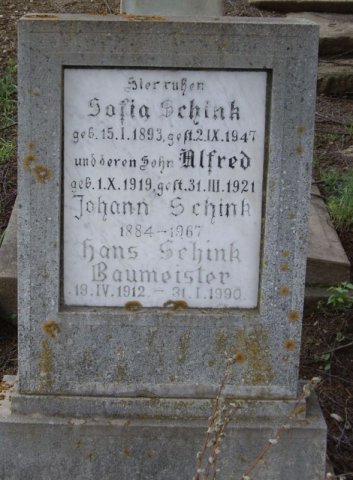 Hier ruhen
Sofia Schink
geb. 15. I. 1893, gest. 2. IX. 1947
und deren Sohn Alfred
geb. 1. X. 1919, gest. 31. III. 1921
Johann Schink
1884-1967
Hans Schink
Baumeister
19. IV. 1912 - 31. I. 1990